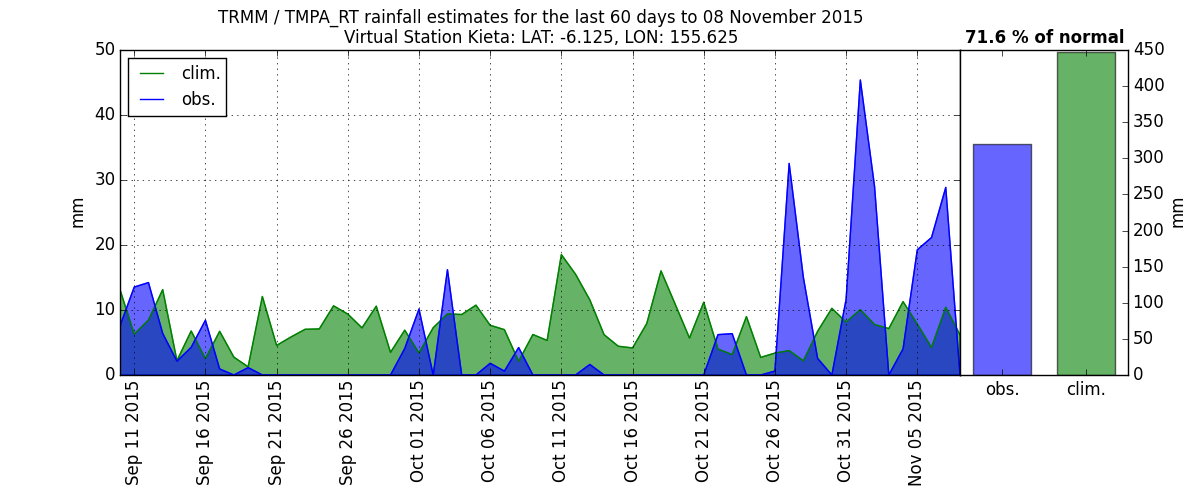 TRMM / TMPA_RT rainfall estimates for the last 60 days to 08 November 2015
Virtual Station Kieta: LAT: -6.125, LON: 155.625
71.6 % of normal
clim.
obs.
50
40
30
20
10
0
mm
Sep 11 2015
Sep 16 2015
Sep 21 2015
Sep 26 2015
Oct 01 2015
Oct 06 2015
Oct 11 2015
Oct 16 2015
Oct 21 2015
Oct 26 2015
Oct 31 2015
Nov 05 2015
450
400
350
300
250
200
150
100
50
0
mm
obs.
clim.